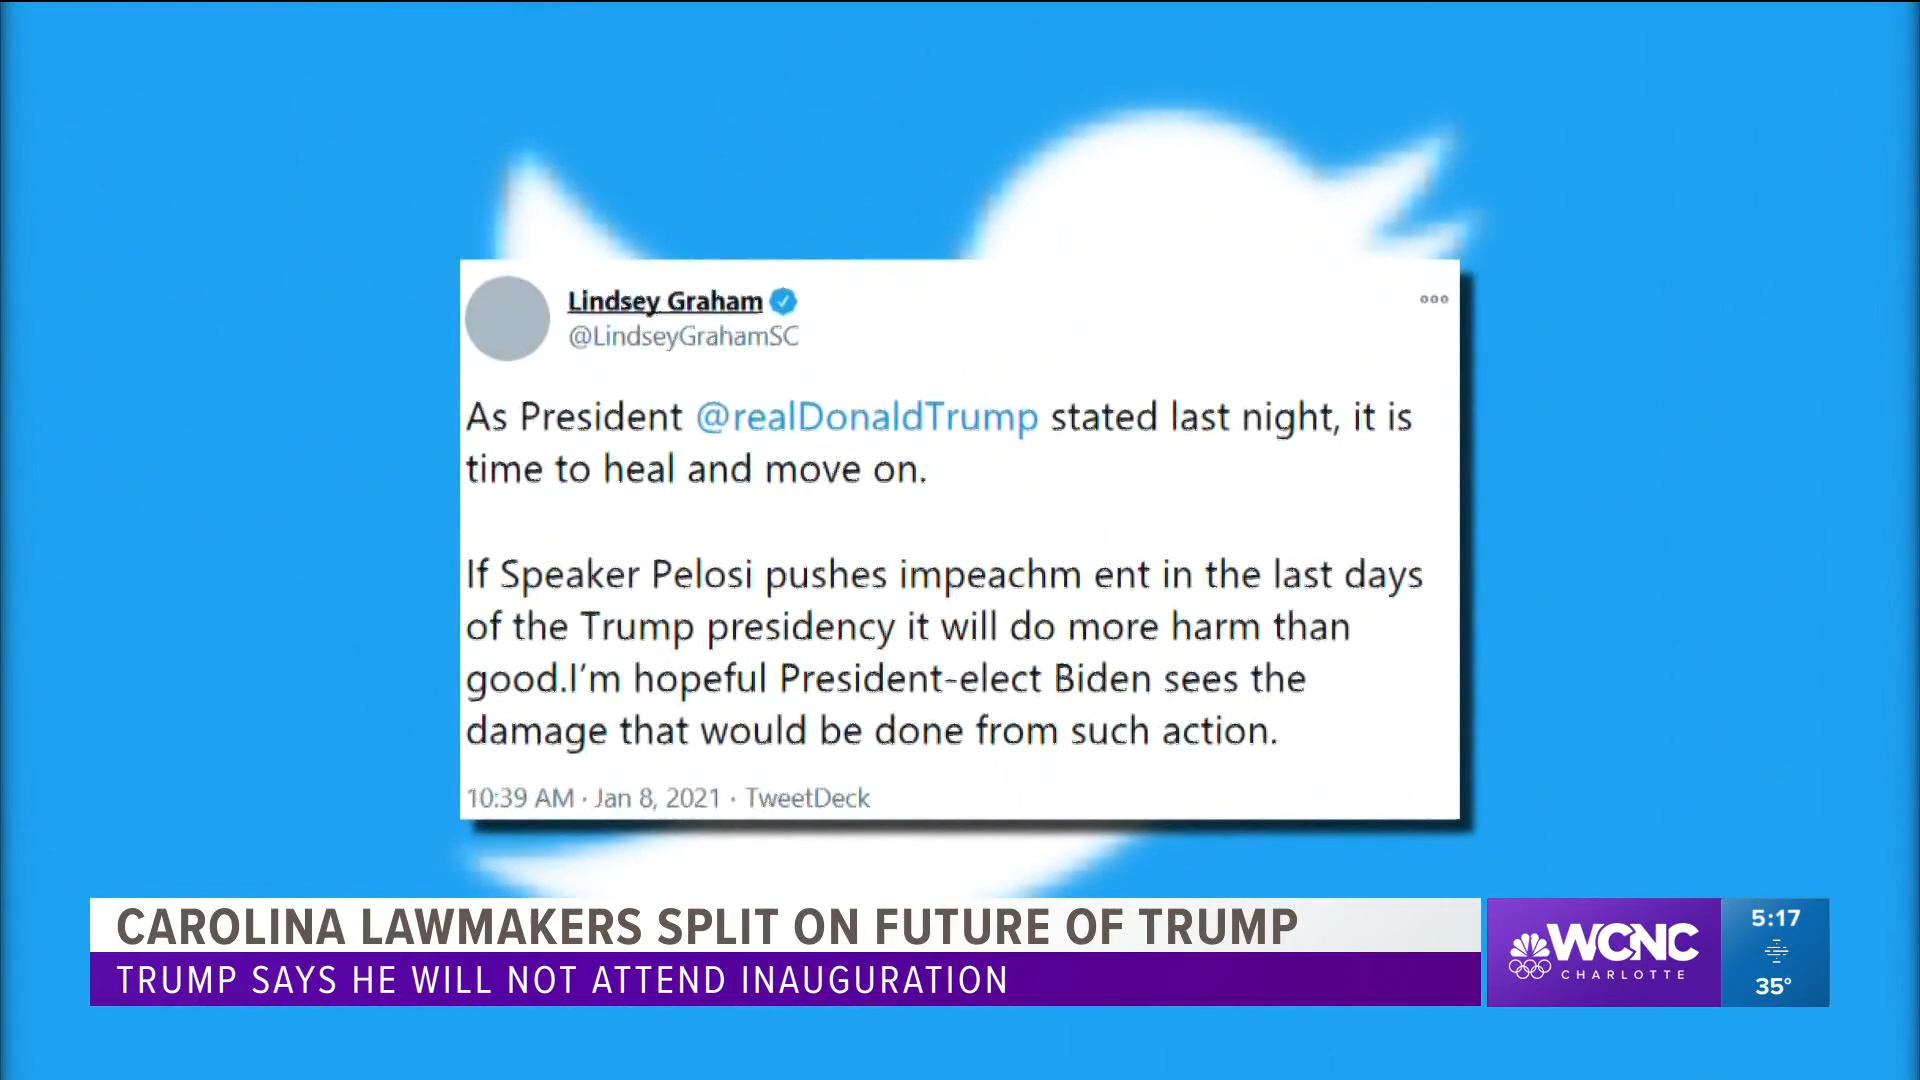 Lindsey Graham
@LindseyGrahamSC
As President @realDonaldTrump stated last night, it is
time to heal and move on.
If Speaker Pelosi pushes impeachm ent in the last days
of the Trump presidency it will do more harm than
good.I'm hopeful President-elect Biden sees the
damage that would be done from such action.
10:39 AM · Jan 8, 2021 · TweetDeck
CAROLINA LAWMAKERS SPLIT ON FUTURE OF TRUMP
TRUMP SAYS HE WILL NOT ATTEND INAUGURATION
WCNC
CHARLOTTE
5:17
35°